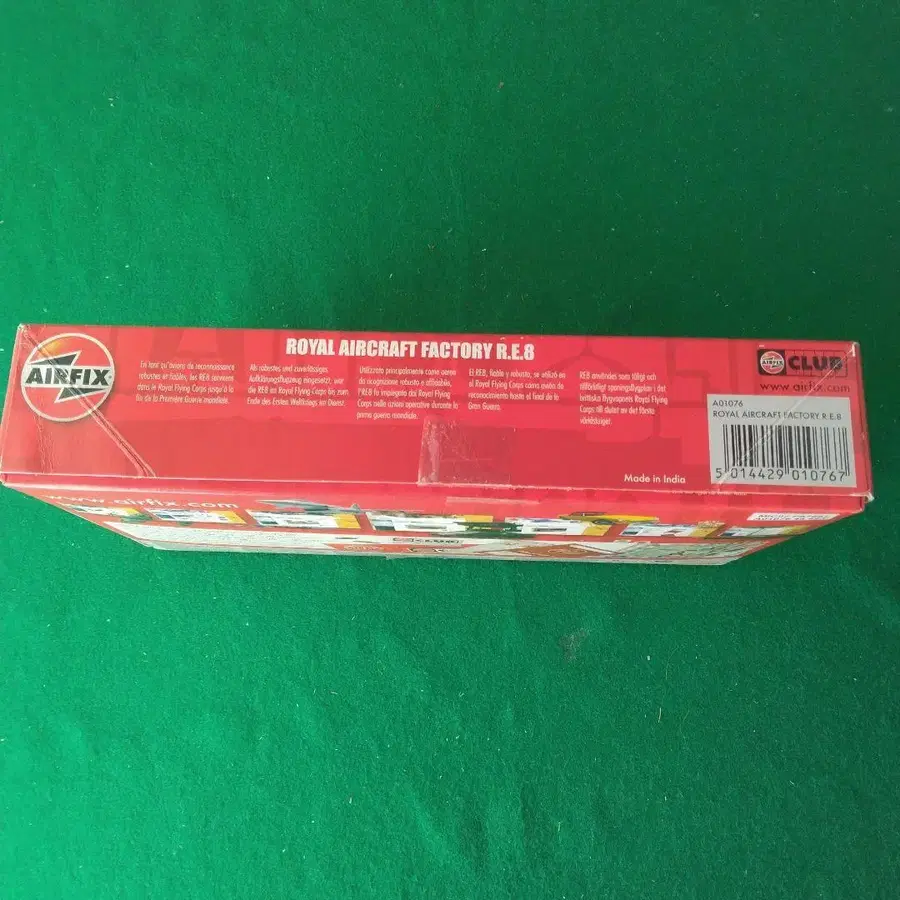 ROYAL AIRCRAFT FACTORY R.E.8
AIRFIX
En tant qu'avions de reconnaissance
robustes et fiables, les RE8 servirent
dans le Royal Flying Corps jusqu'à la
fin de la Première Guerre mondiale.
Als robustes und zuverlässiges
Aufklärungsflugzeug eingesetzt, war
die RE8 im Royal Flying Corps bis zum
Ende des Ersten Weltkriegs im Dienst.
Utilizzato principalmente come aereo
da ricognizione robusto e affidabile,
l'RE8 fu impiegato dai Royal Flying
Corps nelle azioni operative durante la
prima guerra mondiale.
El RE8, fiable y robusto, se utilizó en
el Royal Flying Corps como avión de
reconocimiento hasta el final de la
Gran Guerra.
RE8 användes som tåligt och
tillförlitligt spaningsflygplan i det
brittiska flygvapnets Royal Flying
Corps till slutet av det första
världskriget.
Made in India
AIRFIX
CLUB
www.airfix.com
A01076
ROYAL AIRCRAFT FACTORY R.E.8
5 014429 010767
www.airfix.com